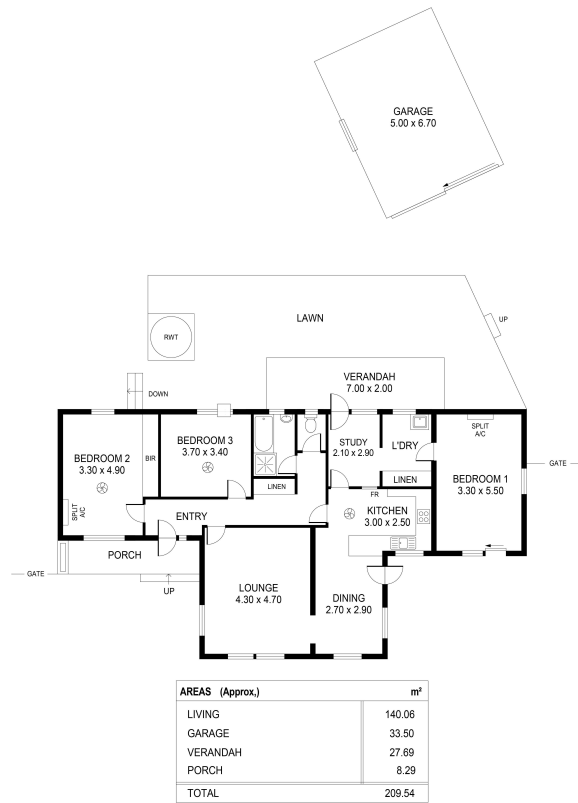 GARAGE
5.00 x 6.70
LAWN
UP
RWT
VERANDAH
7.00 x 2.00
DOWN
BEDROOM 2
3.30 x 4.90
BIR
BEDROOM 3
3.70 x 3.40
STUDY
2.10 x 2.90
L'DRY
SPLIT
A/C
BEDROOM 1
3.30 x 5.50
GATE
LINEN
LINEN
FR
SPLIT
A/C
ENTRY
KITCHEN
3.00 x 2.50
PORCH
GATE
UP
LOUNGE
4.30 x 4.70
DINING
2.70 x 2.90
AREAS (Approx,) m²
LIVING 140.06
GARAGE 33.50
VERANDAH 27.69
PORCH 8.29
TOTAL 209.54